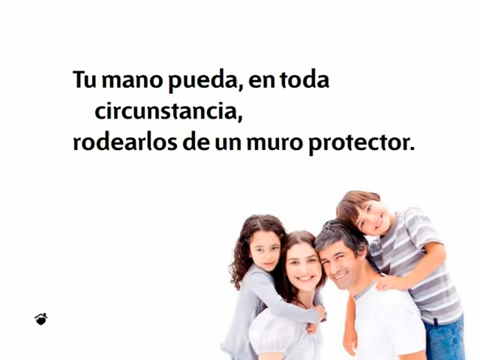 Tu mano pueda, en toda
circunstancia,
rodearlos de un muro protector.